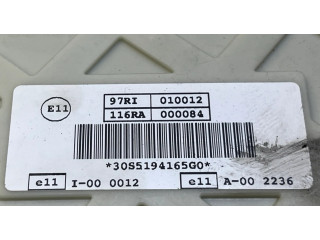 E11
97RI 010012
116RA 000084
*30S5194165G0*
e11 I-00 0012 e11 A-00 2236